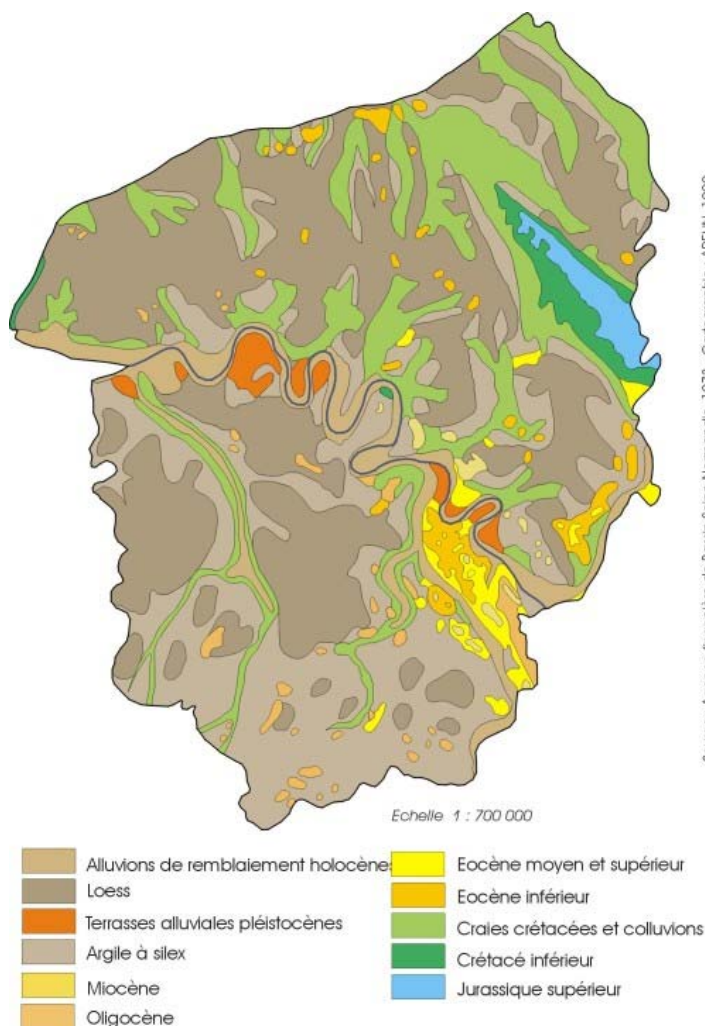 Echelle 1 : 700 000
Alluvions de remblaiement holocène
Loess
Terrasses alluviales pléistocènes
Argile à silex
Miocène
Oligocène
Eocène moyen et supérieur
Eocène inférieur
Craies crétacées et colluvions
Crétacé inférieur
Jurassique supérieur